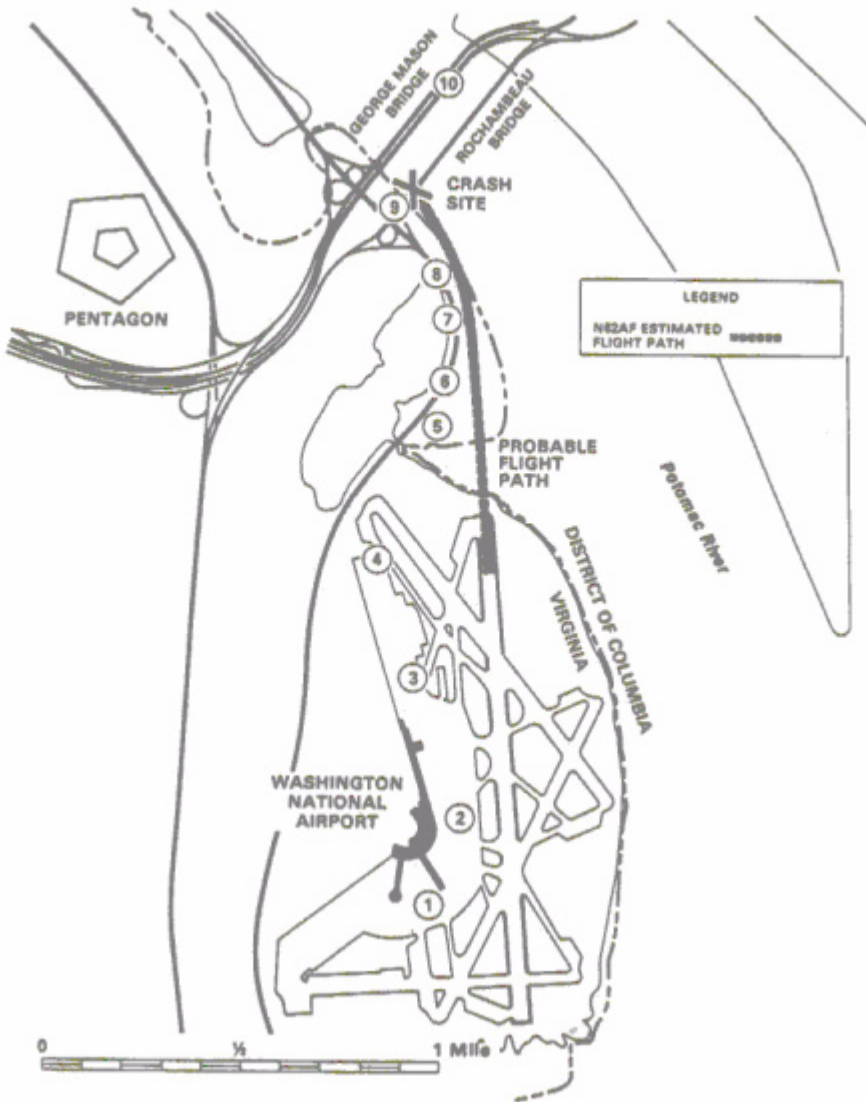 GEORGE MASON
BRIDGE
10
ROCHAMBEAU
BRIDGE
CRASH
SITE
9
PENTAGON
8
LEGEND
N62AF ESTIMATED
FLIGHT PATH
7
6
5
PROBABLE
FLIGHT
PATH
Potomac River
4
DISTRICT OF COLUMBIA
VIRGINIA
3
WASHINGTON
NATIONAL
AIRPORT
2
1
0
½
1 Mile